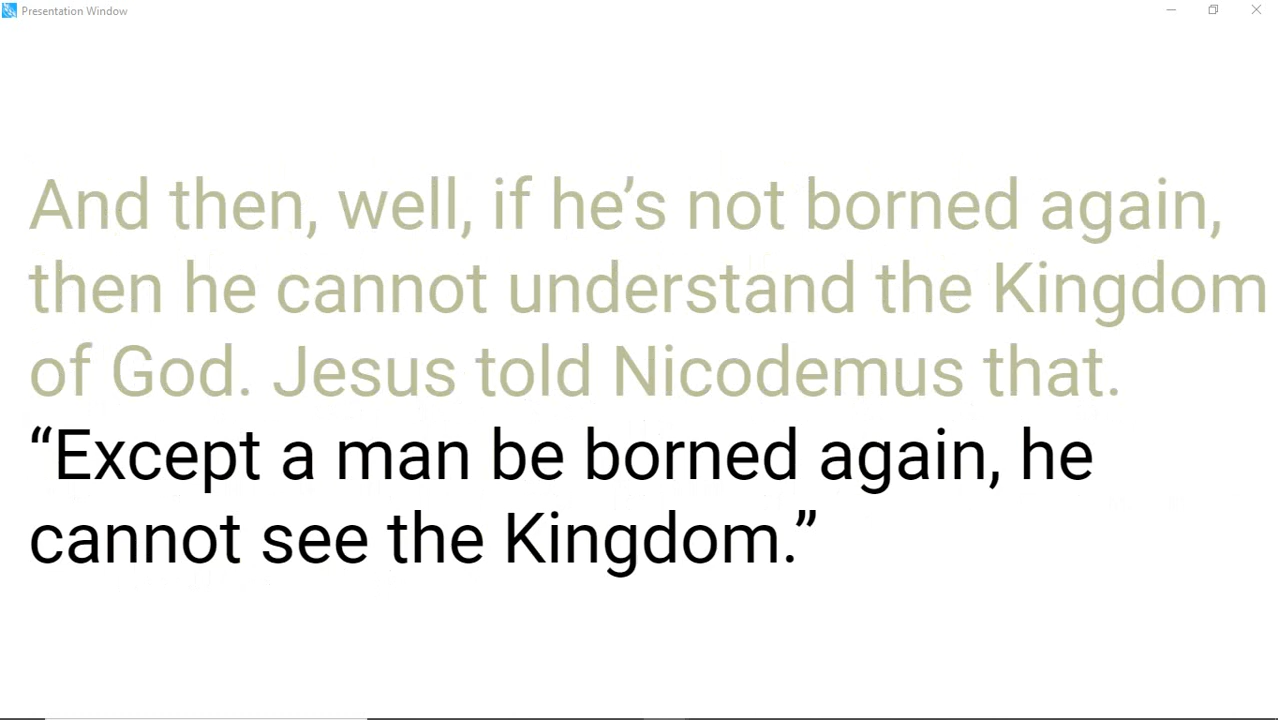 Presentation Window
And then, well, if he’s not borned again,
then he cannot understand the Kingdom
of God. Jesus told Nicodemus that.
“Except a man be borned again, he
cannot see the Kingdom.”